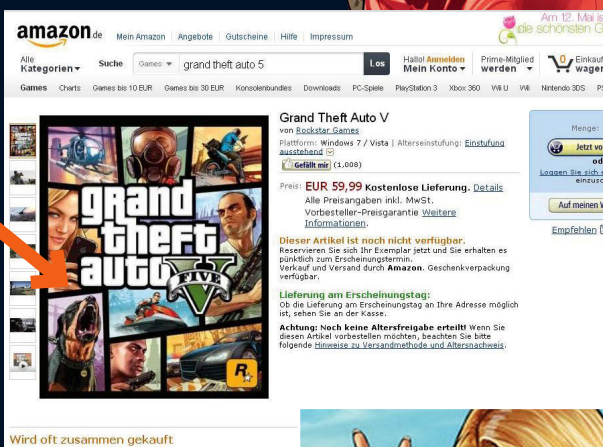 Am 12. Mai is
die schönsten G
amazon.de Mein Amazon | Angebote | Gutscheine | Hilfe | Impressum
Alle Kategorien Suche Games grand theft auto 5 Los Hallo! Anmelden Mein Konto Prime-Mitglied werden 0 Einkauf wagen
Games Charts Games bis 10 EUR Games bis 30 EUR Konsolenbundles Downloads PC-Spiele PlayStation 3 Xbox 360 Wii U Wii Nintendo 3DS PS
Grand Theft Auto V
von Rockstar Games
Plattform: Windows 7 / Vista | Alterseinstufung: Einstufung
ausstehend
Gefällt mir (1,008)
Preis: EUR 59,99 Kostenlose Lieferung. Details
Alle Preisangaben inkl. MwSt.
Vorbesteller-Preisgarantie Weitere
Informationen.
Dieser Artikel ist noch nicht verfügbar.
Reservieren Sie sich Ihr Exemplar jetzt und Sie erhalten es
pünktlich zum Erscheinungstermin.
Verkauf und Versand durch Amazon. Geschenkverpackung
verfügbar.
Lieferung am Erscheinungstag:
Ob die Lieferung am Erscheinungstag an Ihre Adresse möglich
ist, sehen Sie an der Kasse.
Achtung: Noch keine Altersfreigabe erteilt! Wenn Sie
diesen Artikel vorbestellen möchten, beachten Sie bitte
folgende Hinweise zu Versandmethode und Altersnachweis.
Menge:
Jetzt vo
od
Loggen Sie sich e
einzusc
Auf meinen W
Empfehlen
grand
theft
auto
V
FIVE
R
Wird oft zusammen gekauft